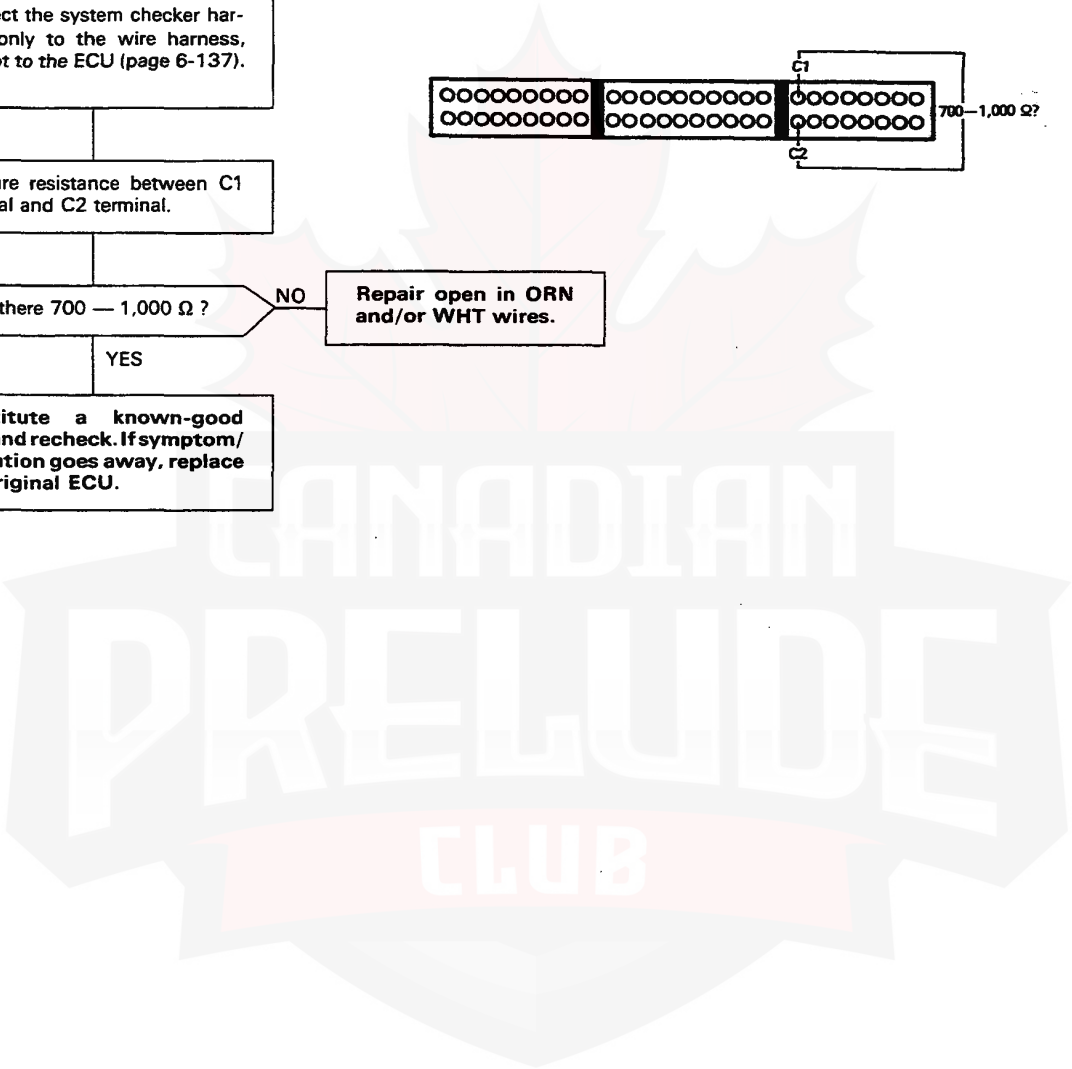 ct the system checker har-
only to the wire harness,
t to the ECU (page 6-137).
re resistance between C1
al and C2 terminal.
there 700 — 1,000 Ω ?
NO
Repair open in ORN
and/or WHT wires.
YES
itute a known-good
nd recheck. If symptom/
tion goes away, replace
riginal ECU.
C1
700—1,000 Ω?
C2
CANADIAN
PRELUDE
CLUB